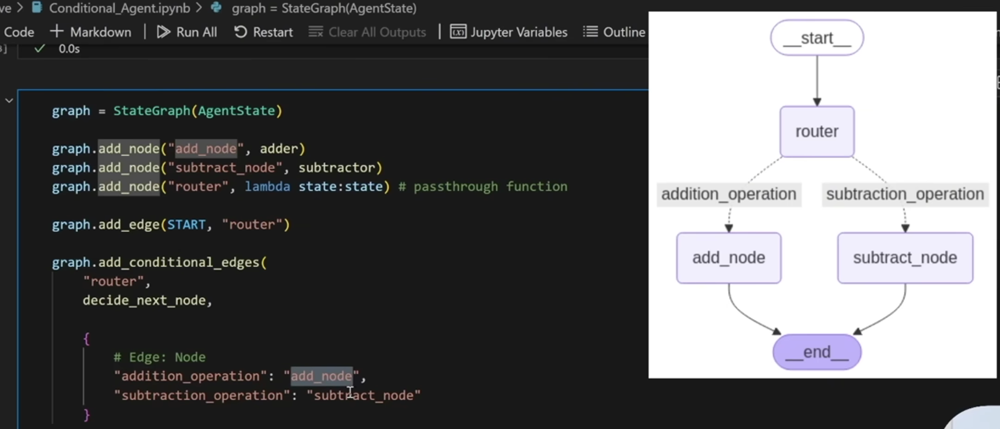 ve > Conditional_Agent.ipynb > graph = StateGraph(AgentState)
Code + Markdown | Run All Restart Clear All Outputs | Jupyter Variables Outline
3] 0.0s
graph = StateGraph(AgentState)
graph.add_node("add_node", adder)
graph.add_node("subtract_node", subtractor)
graph.add_node("router", lambda state:state) # passthrough function
graph.add_edge(START, "router")
graph.add_conditional_edges(
"router",
decide_next_node,
{
# Edge: Node
"addition_operation": "add_node",
"subtraction_operation": "subtract_node"
}
__start__
router
addition_operation
subtraction_operation
add_node
subtract_node
__end__